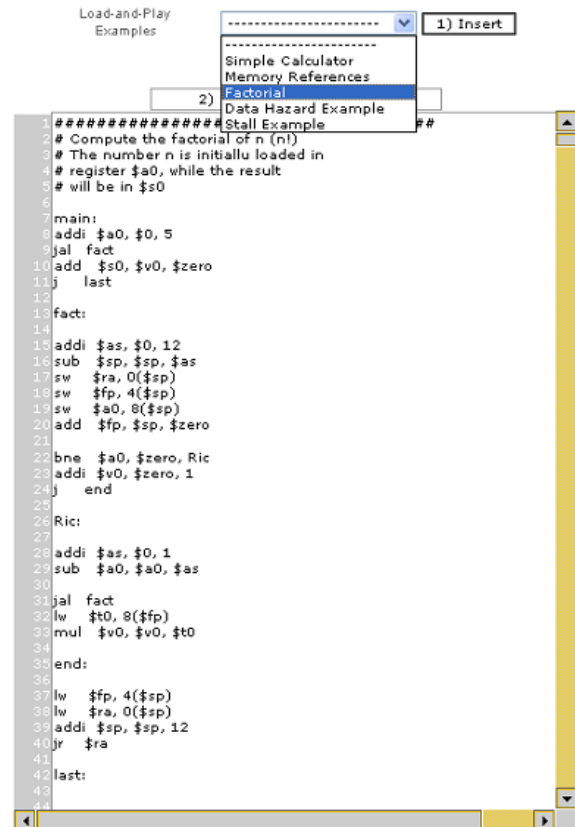 Load-and-Play
Examples
----------------------
1) Insert
----------------------
Simple Calculator
Memory References
Factorial
Data Hazard Example
Stall Example
2)
1 ################ ##
2 # Compute the factorial of n (n!)
3 # The number n is initiallu loaded in
4 # register $a0, while the result
5 # will be in $s0
6
7 main:
8 addi $a0, $0, 5
9 jal fact
10 add $s0, $v0, $zero
11 j last
12
13 fact:
14
15 addi $as, $0, 12
16 sub $sp, $sp, $as
17 sw $ra, 0($sp)
18 sw $fp, 4($sp)
19 sw $a0, 8($sp)
20 add $fp, $sp, $zero
21
22 bne $a0, $zero, Ric
23 addi $v0, $zero, 1
24 j end
25
26 Ric:
27
28 addi $as, $0, 1
29 sub $a0, $a0, $as
30
31 jal fact
32 lw $t0, 8($fp)
33 mul $v0, $v0, $t0
34
35 end:
36
37 lw $fp, 4($sp)
38 lw $ra, 0($sp)
39 addi $sp, $sp, 12
40 jr $ra
41
42 last:
43
44